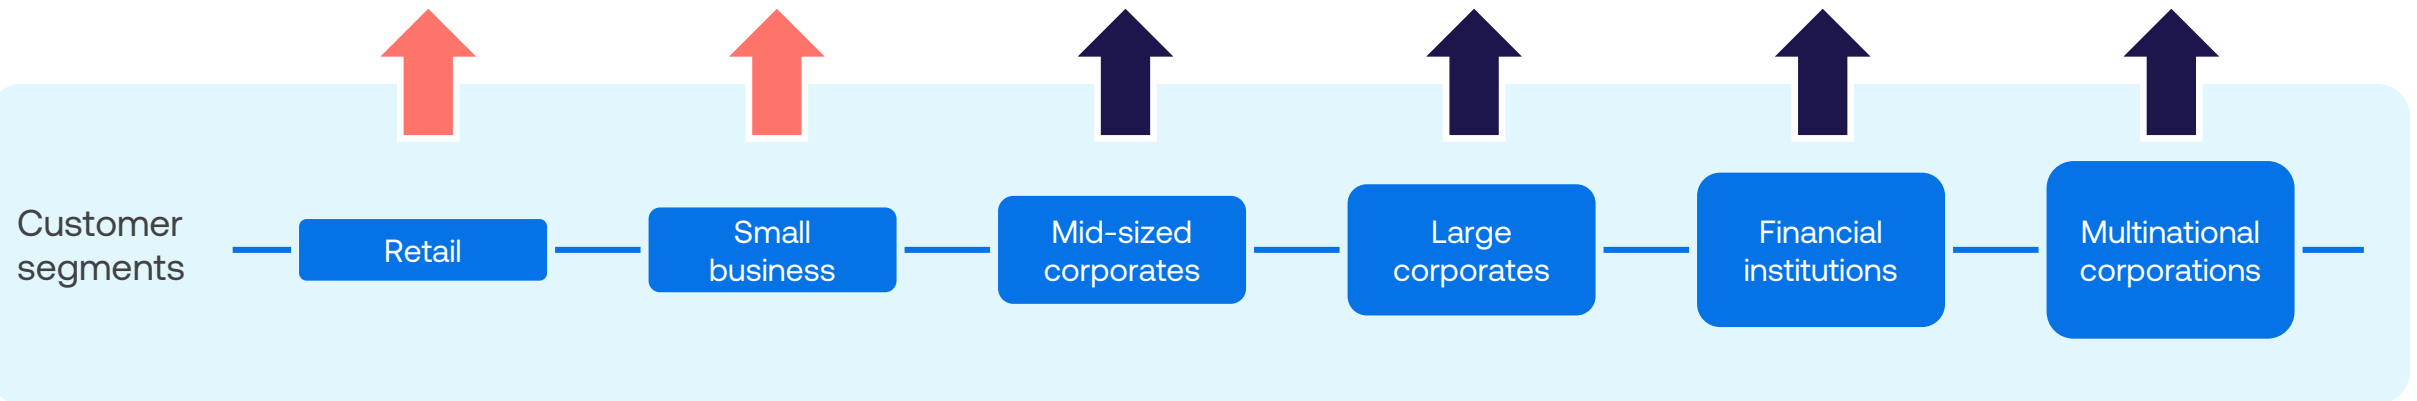 Customer
segments
Retail
Small
business
Mid-sized
corporates
Large
corporates
Financial
institutions
Multinational
corporations